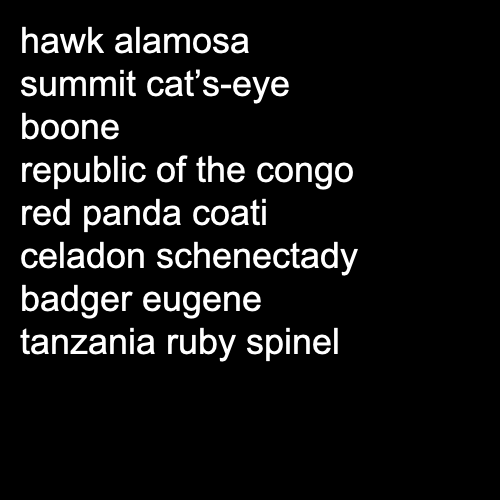 hawk alamosa
summit cat’s-eye
boone
republic of the congo
red panda coati
celadon schenectady
badger eugene
tanzania ruby spinel